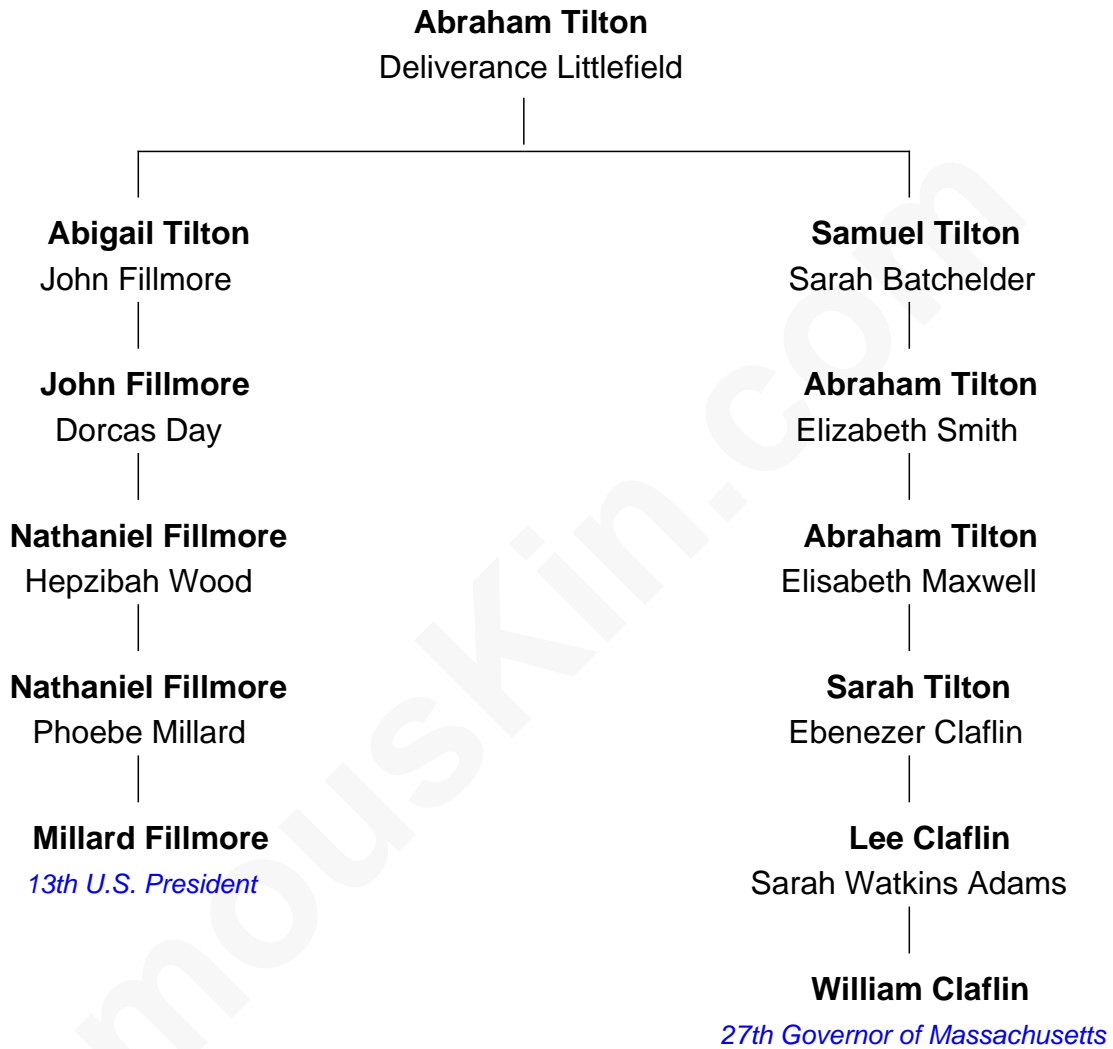 Abraham Tilton
Deliverance Littlefield
Abigail Tilton
John Fillmore
Samuel Tilton
Sarah Batchelder
John Fillmore
Dorcas Day
Abraham Tilton
Elizabeth Smith
Nathaniel Fillmore
Hepzibah Wood
Abraham Tilton
Elisabeth Maxwell
Nathaniel Fillmore
Phoebe Millard
Sarah Tilton
Ebenezer Claflin
Millard Fillmore
13th U.S. President
Lee Claflin
Sarah Watkins Adams
William Claflin
27th Governor of Massachusetts
mousKin.com